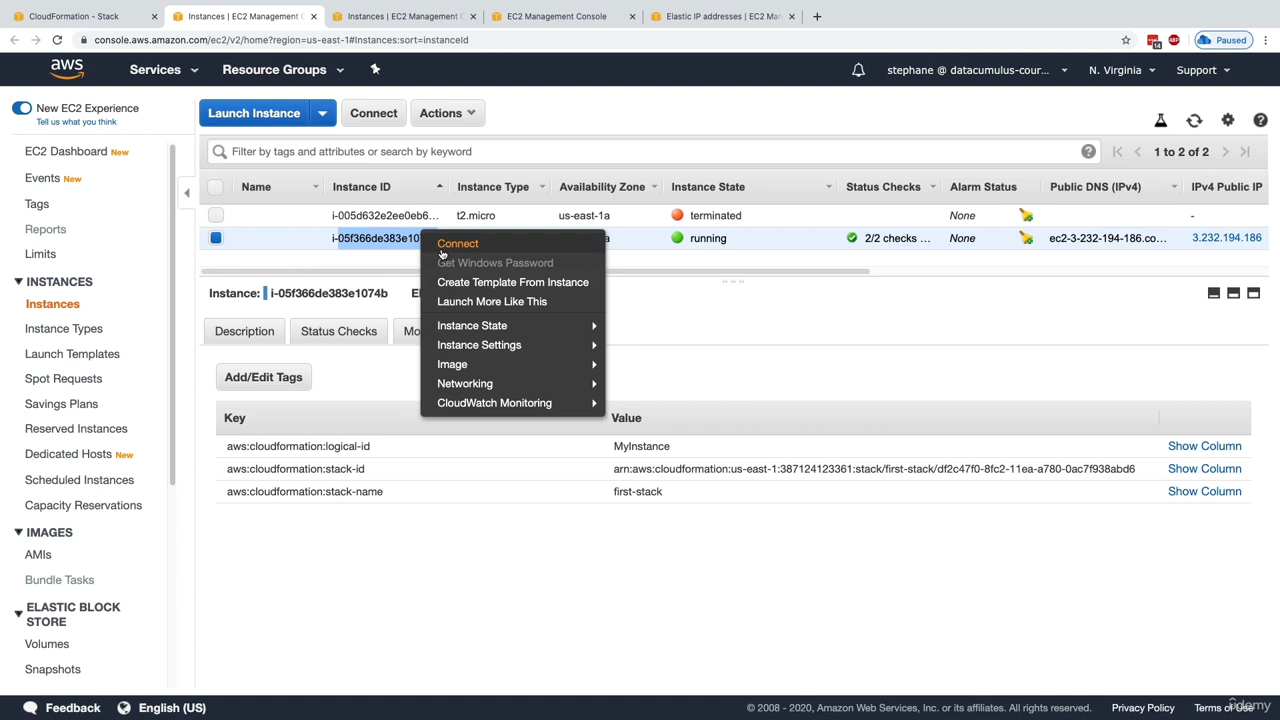 CloudFormation - Stack
Instances | EC2 Management C
Instances | EC2 Management C
EC2 Management Console
Elastic IP addresses | EC2 Man
console.aws.amazon.com/ec2/v2/home?region=us-east-1#Instances:sort=instanceId
14
ABP
Paused
aws
Services
Resource Groups
stephane @ datacumulus-cour...
N. Virginia
Support
New EC2 Experience
Tell us what you think
EC2 Dashboard New
Events New
Tags
Reports
Limits
INSTANCES
Instances
Instance Types
Launch Templates
Spot Requests
Savings Plans
Reserved Instances
Dedicated Hosts New
Scheduled Instances
Capacity Reservations
IMAGES
AMIs
Bundle Tasks
ELASTIC BLOCK
STORE
Volumes
Snapshots
Launch Instance
Connect
Actions
Filter by tags and attributes or search by keyword
1 to 2 of 2
Name
Instance ID
Instance Type
Availability Zone
Instance State
Status Checks
Alarm Status
Public DNS (IPv4)
IPv4 Public IP
i-005d632e2ee0eb6...
t2.micro
us-east-1a
terminated
None
-
i-05f366de383e10
a
running
2/2 checks ...
None
ec2-3-232-194-186.co...
3.232.194.186
Connect
Get Windows Password
Create Template From Instance
Launch More Like This
Instance State
Instance Settings
Image
Networking
CloudWatch Monitoring
Instance: i-05f366de383e1074b
El
Description
Status Checks
Mo
Add/Edit Tags
Key
Value
aws:cloudformation:logical-id
MyInstance
Show Column
aws:cloudformation:stack-id
arn:aws:cloudformation:us-east-1:387124123361:stack/first-stack/df2c47f0-8fc2-11ea-a780-0ac7f938abd6
Show Column
aws:cloudformation:stack-name
first-stack
Show Column
Feedback
English (US)
© 2008 - 2020, Amazon Web Services, Inc. or its affiliates. All rights reserved.
Privacy Policy
Terms of Use
udemy